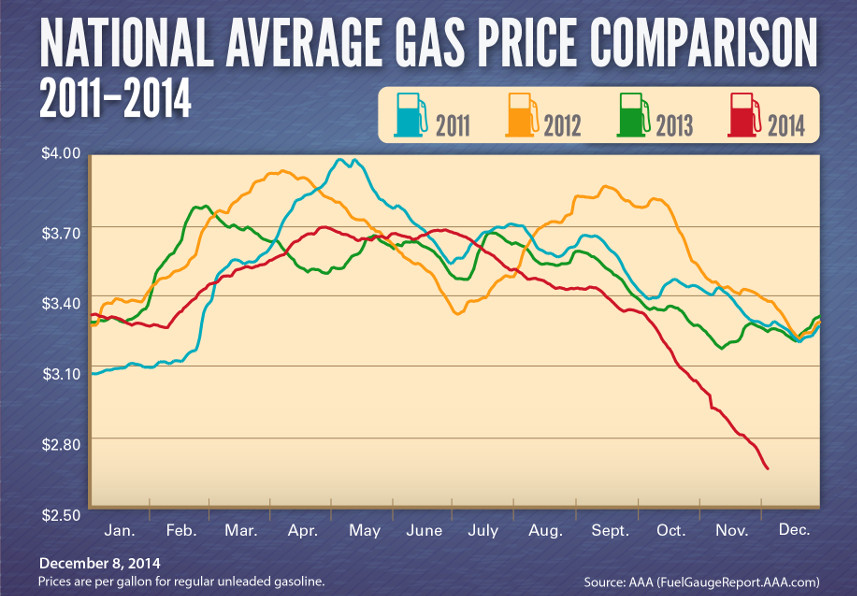 NATIONAL AVERAGE GAS PRICE COMPARISON
2011–2014
2011 2012 2013 2014
$4.00
$3.70
$3.40
$3.10
$2.80
$2.50
Jan. Feb. Mar. Apr. May June July Aug. Sept. Oct. Nov. Dec.
December 8, 2014
Prices are per gallon for regular unleaded gasoline.
Source: AAA (FuelGaugeReport.AAA.com)